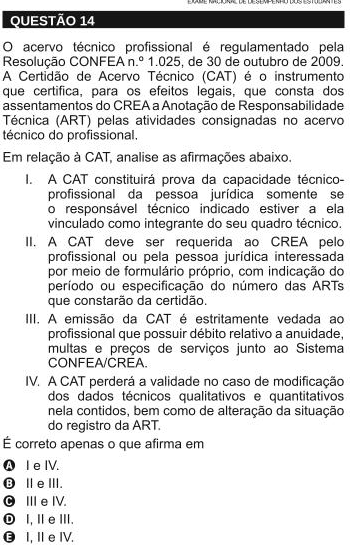 EXAME NACIONAL DE DESEMPENHO DOS ESTUDANTES
QUESTÃO 14
O acervo técnico profissional é regulamentado pela
Resolução CONFEA n.º 1.025, de 30 de outubro de 2009.
A Certidão de Acervo Técnico (CAT) é o instrumento
que certifica, para os efeitos legais, que consta dos
assentamentos do CREA a Anotação de Responsabilidade
Técnica (ART) pelas atividades consignadas no acervo
técnico do profissional.
Em relação à CAT, analise as afirmações abaixo.
I. A CAT constituirá prova da capacidade técnico-
profissional da pessoa jurídica somente se
o responsável técnico indicado estiver a ela
vinculado como integrante do seu quadro técnico.
II. A CAT deve ser requerida ao CREA pelo
profissional ou pela pessoa jurídica interessada
por meio de formulário próprio, com indicação do
período ou especificação do número das ARTs
que constarão da certidão.
III. A emissão da CAT é estritamente vedada ao
profissional que possuir débito relativo a anuidade,
multas e preços de serviços junto ao Sistema
CONFEA/CREA.
IV. A CAT perderá a validade no caso de modificação
dos dados técnicos qualitativos e quantitativos
nela contidos, bem como de alteração da situação
do registro da ART.
É correto apenas o que afirma em
A I e IV.
B II e III.
C III e IV.
D I, II e III.
E I, II e IV.